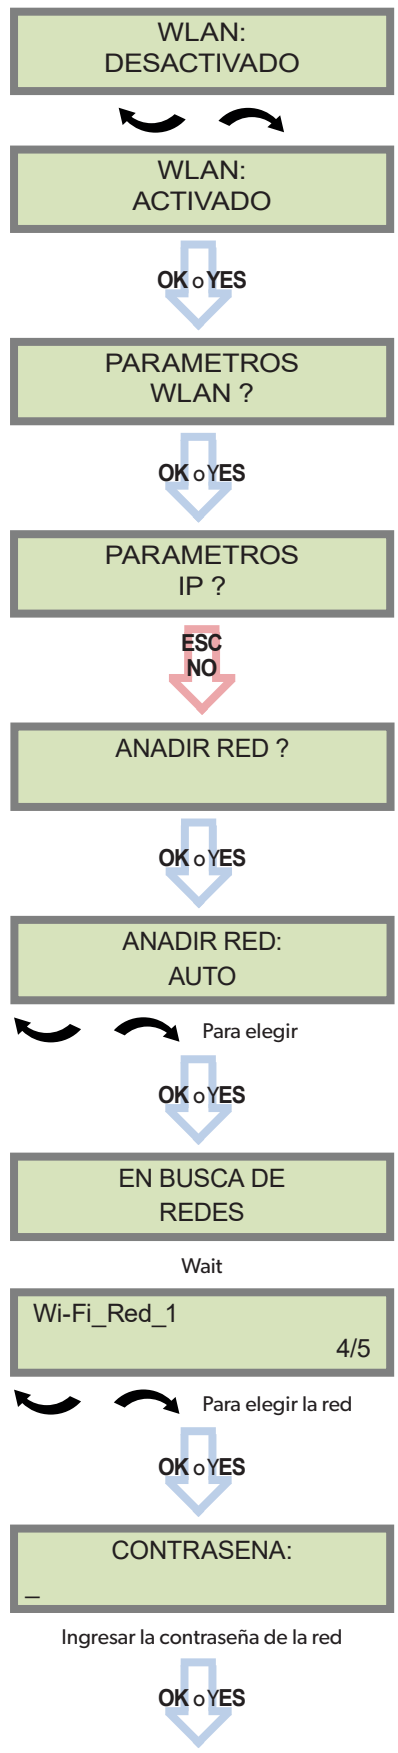 WLAN:
DESACTIVADO
WLAN:
ACTIVADO
OK o YES
PARAMETROS
WLAN ?
OK o YES
PARAMETROS
IP ?
ESC
NO
ANADIR RED ?
OK o YES
ANADIR RED:
AUTO
Para elegir
OK o YES
EN BUSCA DE
REDES
Wait
Wi-Fi_Red_1
4/5
Para elegir la red
OK o YES
CONTRASENA:
_
Ingresar la contraseña de la red
OK o YES